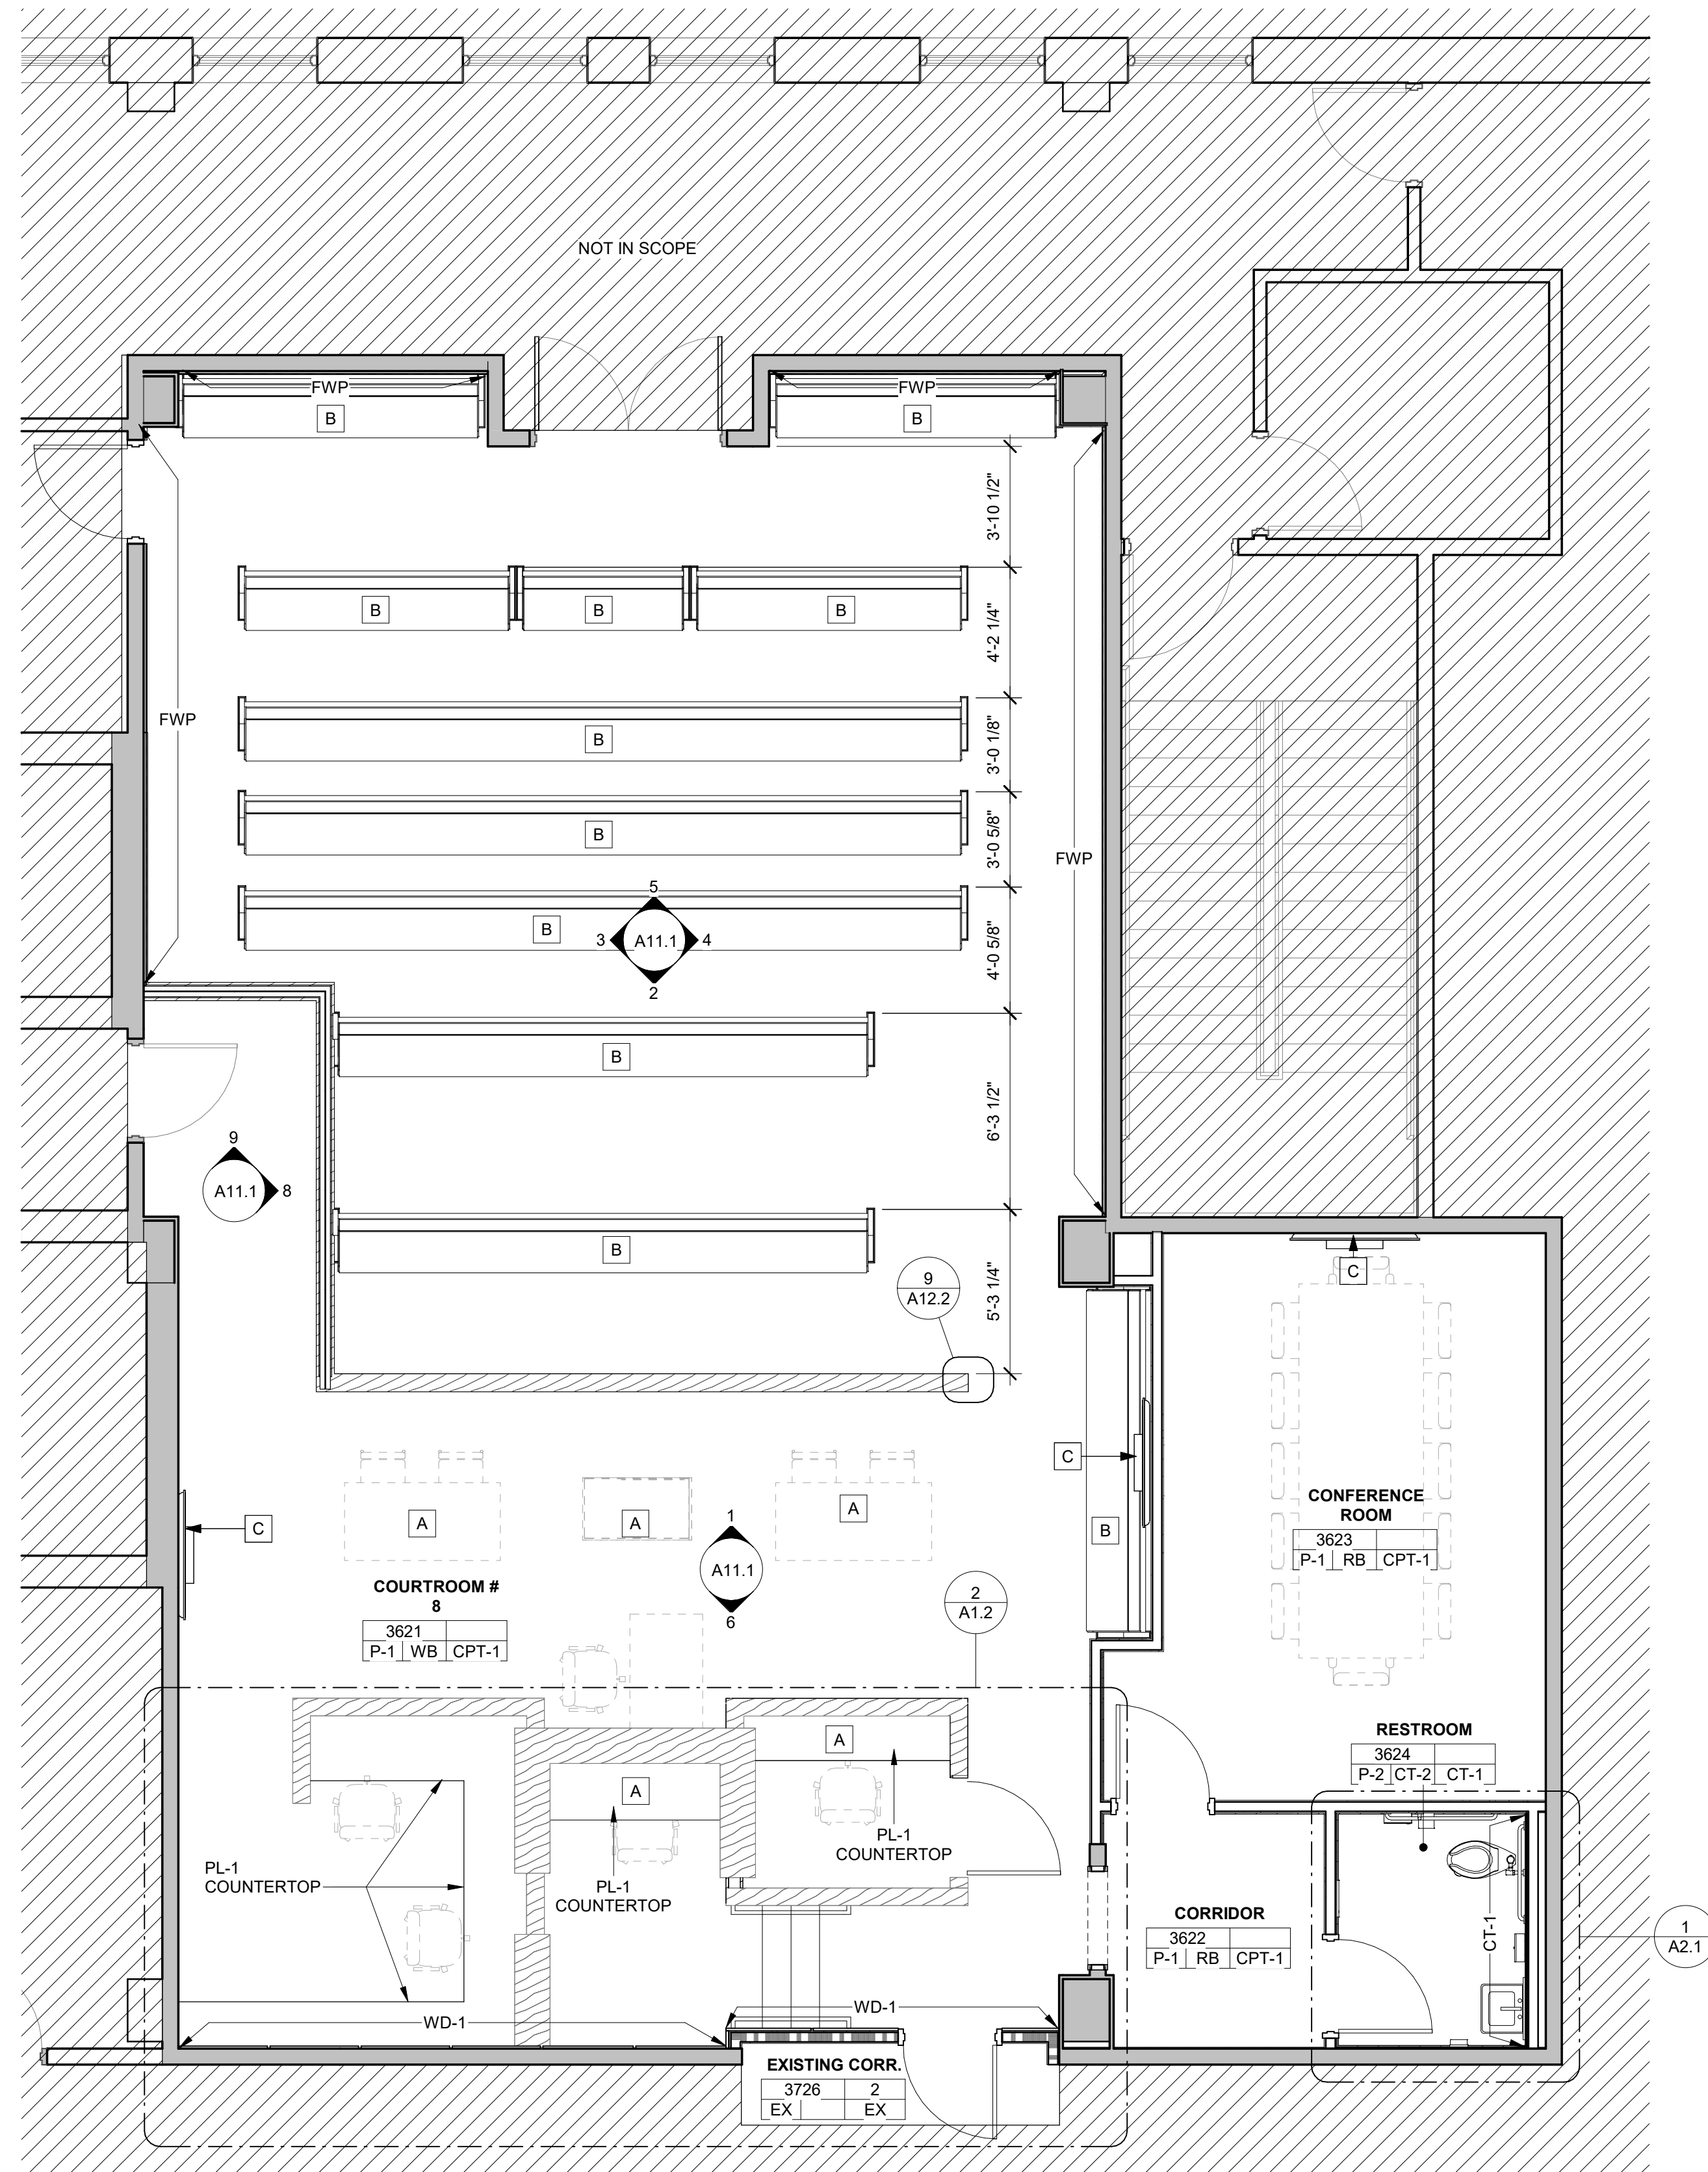 NOT IN SCOPE
FWP
FWP
B
B
3'-10 1/2"
B
B
B
4'-2 1/4"
FWP
B
3'-0 1/8"
B
3'-0 5/8"
FWP
5
B
3
A11.1
4
2
4'-0 5/8"
B
6'-3 1/2"
9
A11.1
8
B
C
9
A12.2
5'-3 1/4"
C
C
A
A
A
B
1
A11.1
6
CONFERENCE
ROOM
3623
P-1 RB CPT-1
COURTROOM #
8
3621
P-1 WB CPT-1
2
A1.2
RESTROOM
3624
P-2 CT-2 CT-1
A
A
PL-1
COUNTERTOP
PL-1
COUNTERTOP
PL-1
COUNTERTOP
CORRIDOR
3622
P-1 RB CPT-1
CT-1
1
A2.1
WD-1
WD-1
EXISTING CORR.
3726 2
EX EX